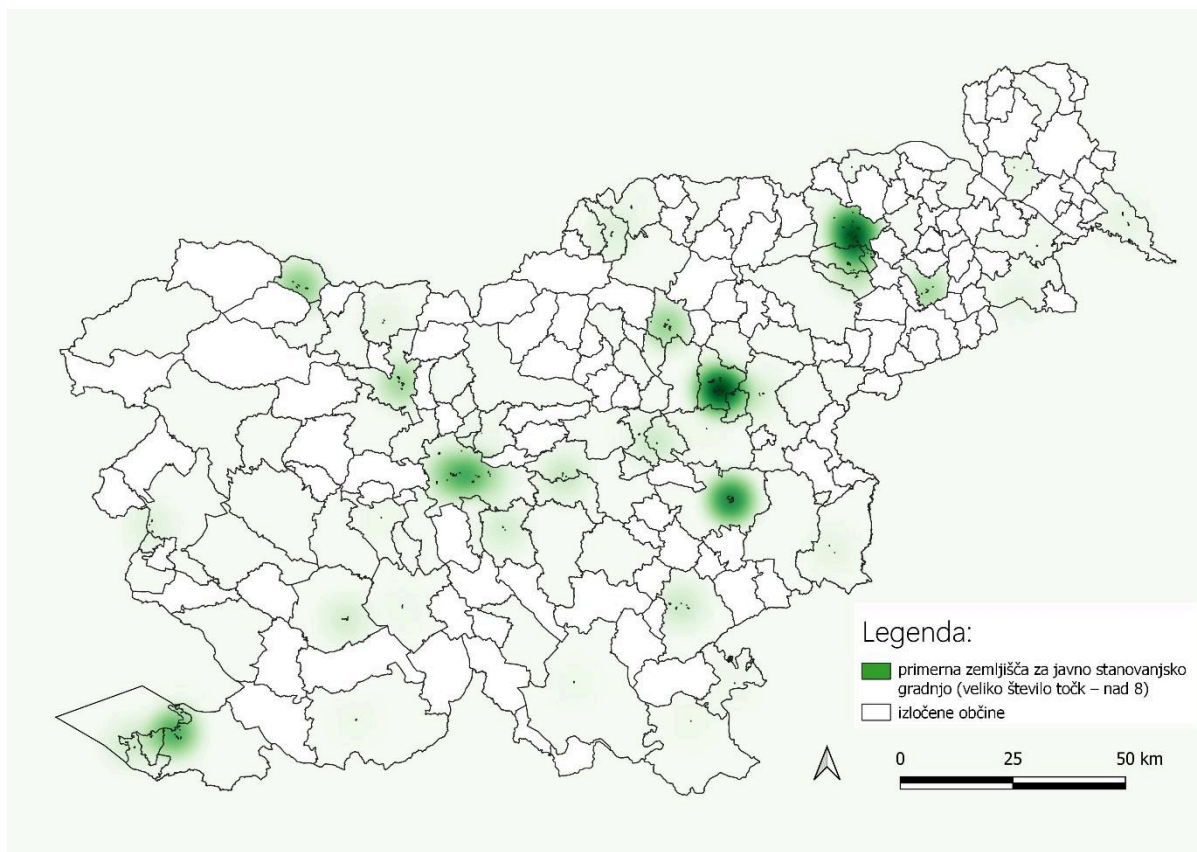 Legenda:
primerna zemljišča za javno stanovanjsko
gradnjo (veliko število točk – nad 8)
izločene občine
0 25 50 km